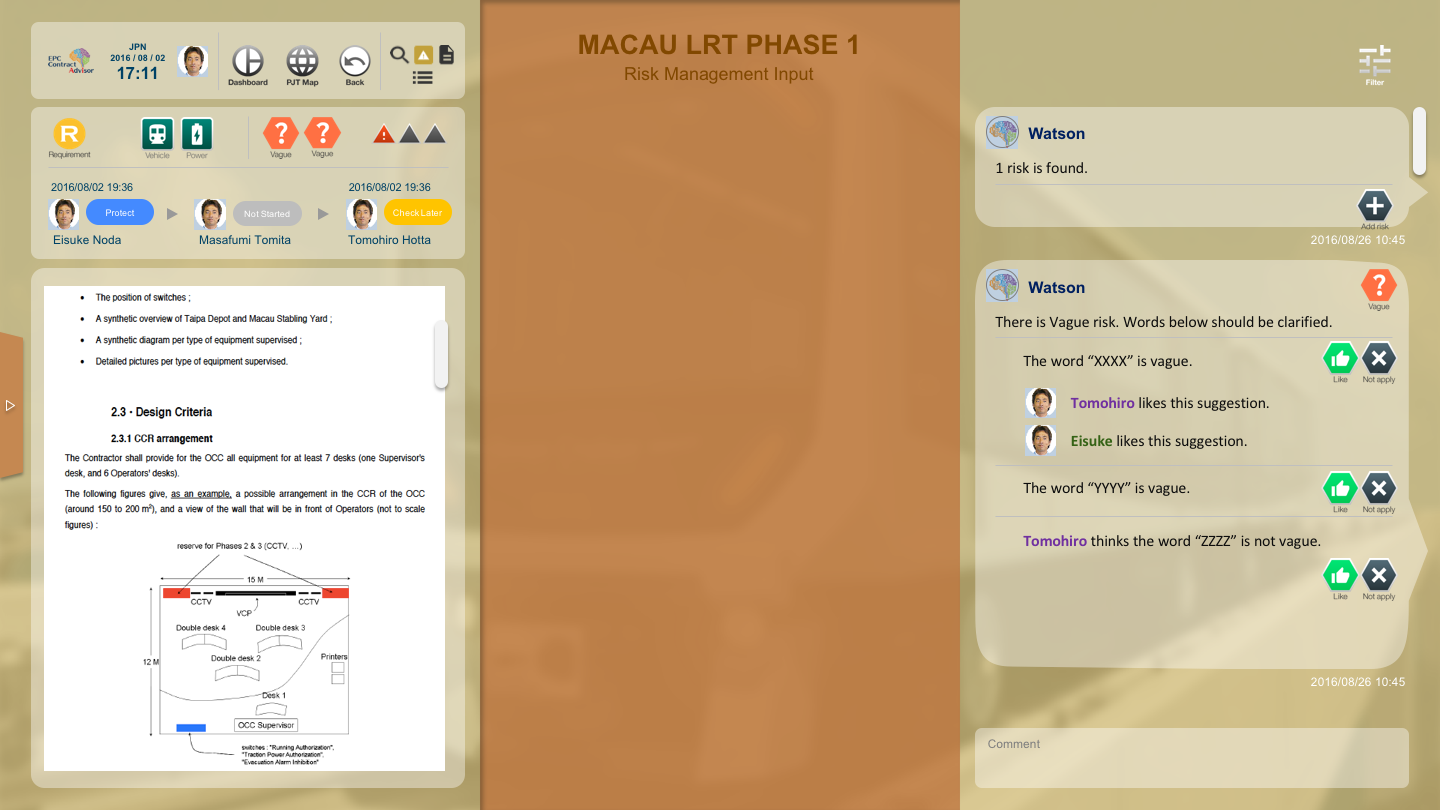 EPC
Contract
Advisor
JPN
2016 / 08 / 02
17:11
Dashboard
PJT Map
Back
R
Requirement
Vehicle
Power
?
Vague
?
Vague
2016/08/02 19:36
Protect
Eisuke Noda
Not Started
Masafumi Tomita
2016/08/02 19:36
Check Later
Tomohiro Hotta
• The position of switches ;
• A synthetic overview of Taipa Depot and Macau Stabling Yard ;
• A synthetic diagram per type of equipment supervised ;
• Detailed pictures per type of equipment supervised.
2.3 - Design Criteria
2.3.1 CCR arrangement
The Contractor shall provide for the OCC all equipment for at least 7 desks (one Supervisor's
desk, and 6 Operators' desks).
The following figures give, as an example, a possible arrangement in the CCR of the OCC
(around 150 to 200 m²), and a view of the wall that will be in front of Operators (not to scale
figures) :
reserve for Phases 2 & 3 (CCTV, ...)
15 M
CCTV
VCP
CCTV
Double desk 4
Double desk 3
Double desk 2
Printers
12 M
Desk 1
OCC Supervisor
switches : "Running Authorization",
"Traction Power Authorization",
"Evacuation Alarm Inhibition"
MACAU LRT PHASE 1
Risk Management Input
Filter
Watson
1 risk is found.
Add risk
2016/08/26 10:45
Watson
?
Vague
There is Vague risk. Words below should be clarified.
The word “XXXX” is vague.
Like
Not apply
Tomohiro likes this suggestion.
Eisuke likes this suggestion.
The word “YYYY” is vague.
Like
Not apply
Tomohiro thinks the word “ZZZZ” is not vague.
Like
Not apply
2016/08/26 10:45
Comment